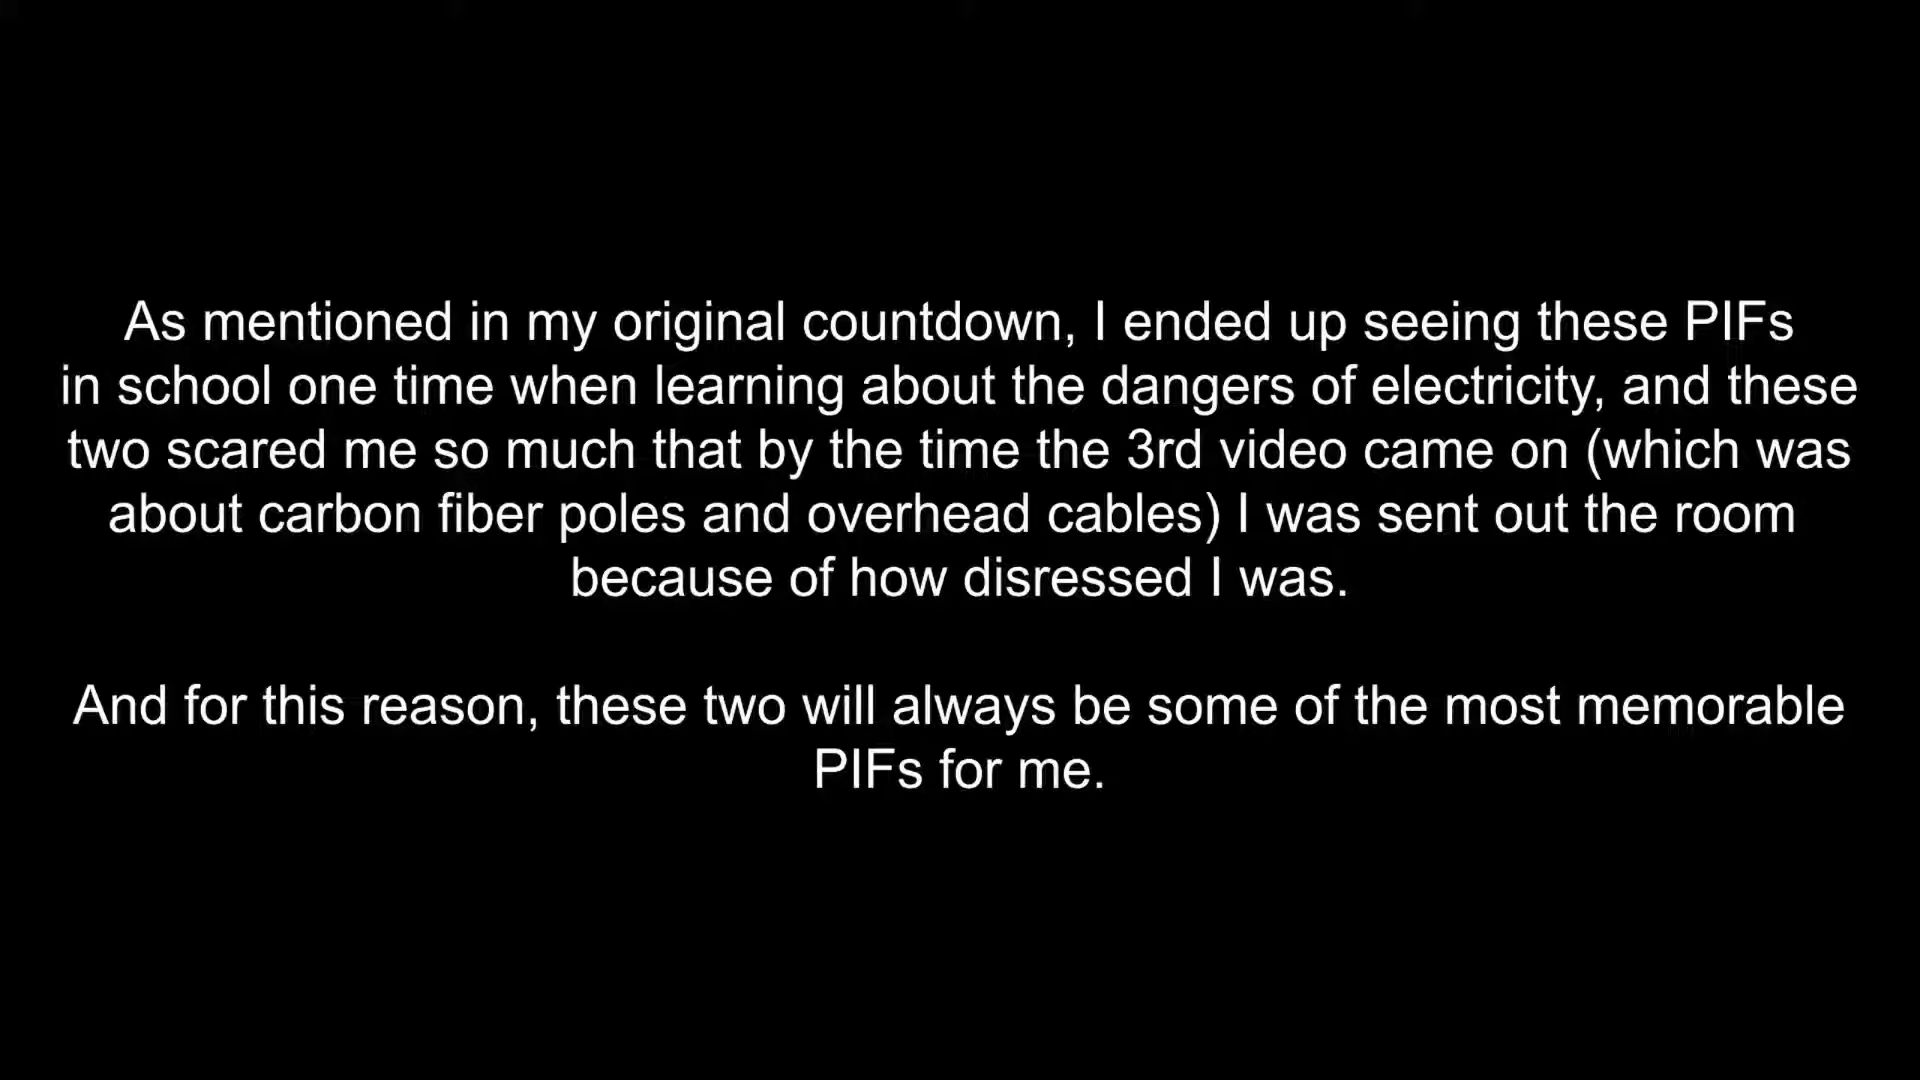 As mentioned in my original countdown, I ended up seeing these PIFs
in school one time when learning about the dangers of electricity, and these
two scared me so much that by the time the 3rd video came on (which was
about carbon fiber poles and overhead cables) I was sent out the room
because of how disressed I was.
And for this reason, these two will always be some of the most memorable
PIFs for me.